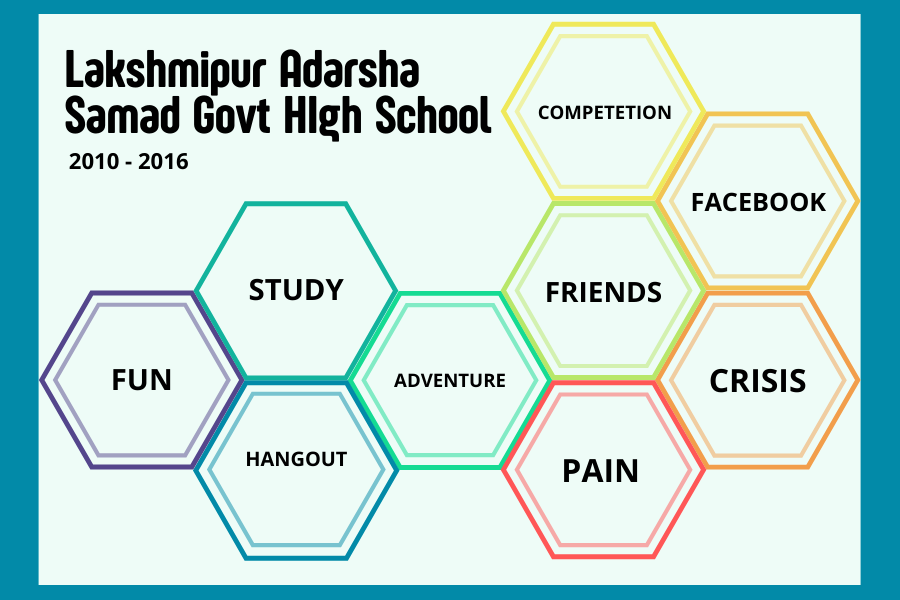 Lakshmipur Adarsha
Samad Govt HIgh School
2010 - 2016
COMPETETION
FACEBOOK
STUDY
FRIENDS
FUN
ADVENTURE
CRISIS
HANGOUT
PAIN